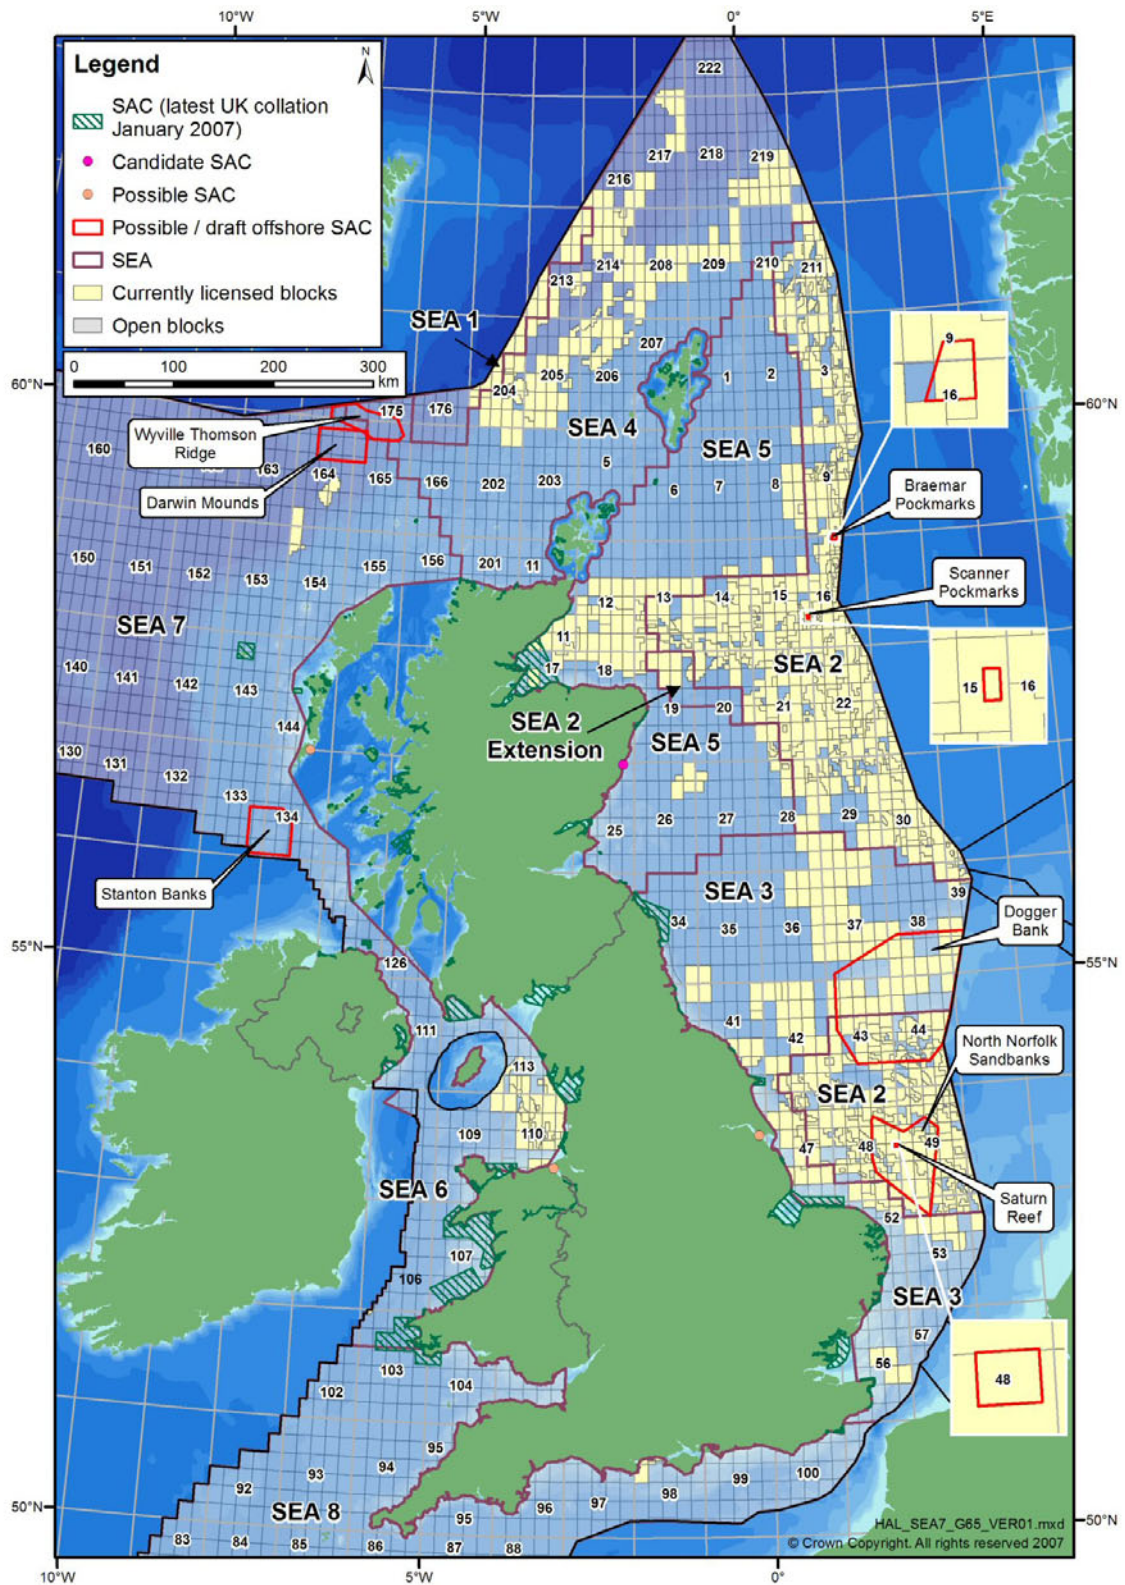 10°W 5°W 0° 5°E
Legend
N
SAC (latest UK collation
January 2007)
Candidate SAC
Possible SAC
Possible / draft offshore SAC
SEA
Currently licensed blocks
Open blocks
0 100 200 300
km
222
217 218 219
216
213 214 208 209 210 211
SEA 1
207
204 205 206 1 2 3
60°N
60°N
9
16
175 176
Wyville Thomson
Ridge
SEA 4
SEA 5
160 163 164 165 166 202 203 5 6 7 8 9
Darwin Mounds
Braemar
Pockmarks
150 151 152 153 154 155 156 201 11
Scanner
Pockmarks
12 13 14 15 16
SEA 7
11
17 18
SEA 2
15 16
140 141 142 143 144
19 20 21 22
SEA 2
Extension
SEA 5
130 131 132 133 134
25 26 27 28 29 30
Stanton Banks
SEA 3
39
34 35 36 37 38
Dogger
Bank
55°N
55°N
126
111
41 42 43 44
North Norfolk
Sandbanks
113
SEA 2
109 110
47 48 49
SEA 6
Saturn
Reef
52
53
107
106
SEA 3
57
56
48
103
102 104
95
94
93
92
100
99
98
97
96
95
50°N
50°N
SEA 8
83 84 85 86 87 88
HAL_SEA7_G65_VER01.mxd
© Crown Copyright. All rights reserved 2007
10°W 5°W 0°